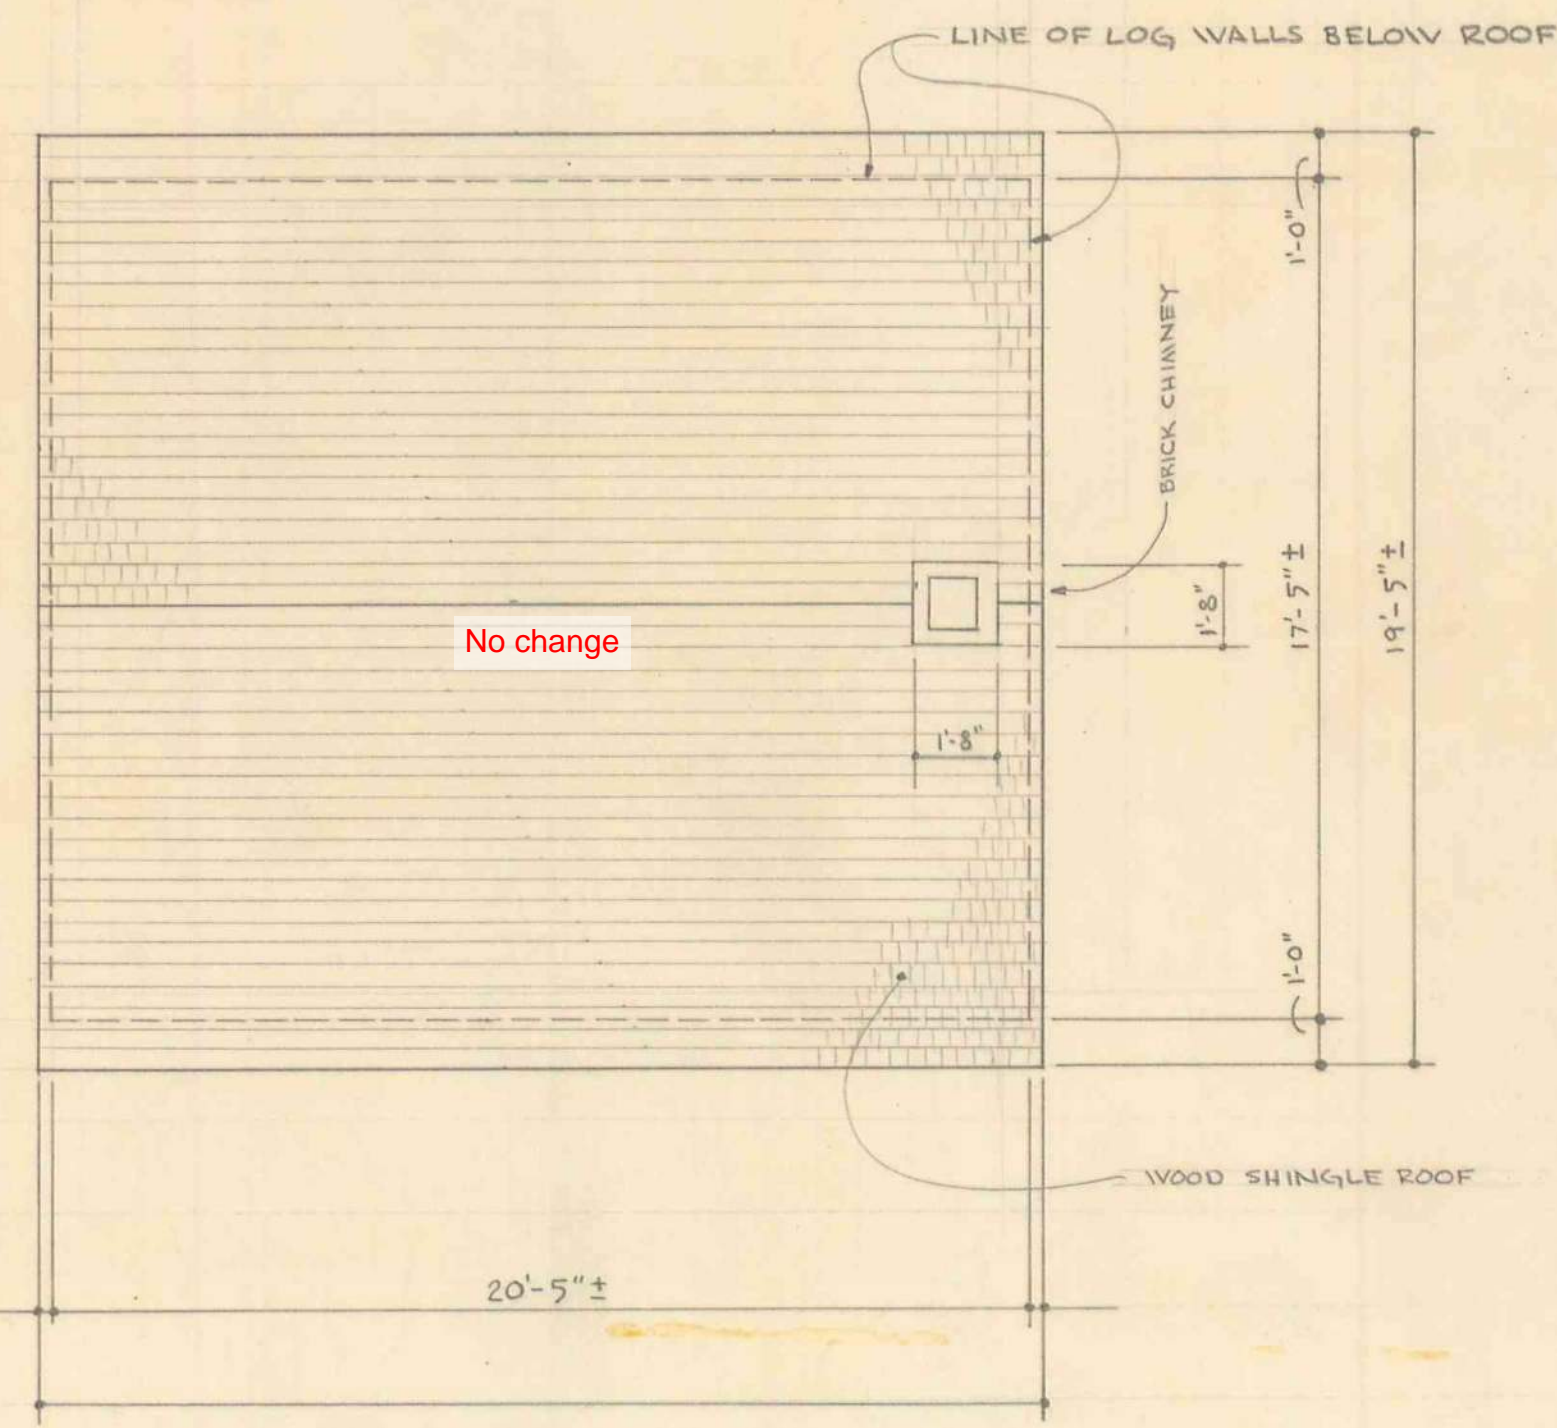 LINE OF LOG WALLS BELOW ROOF
1'-0"
BRICK CHIMNEY
17'-5"±
19'-5"±
1'-8"
No change
1'-8"
1'-0"
WOOD SHINGLE ROOF
20'-5"±